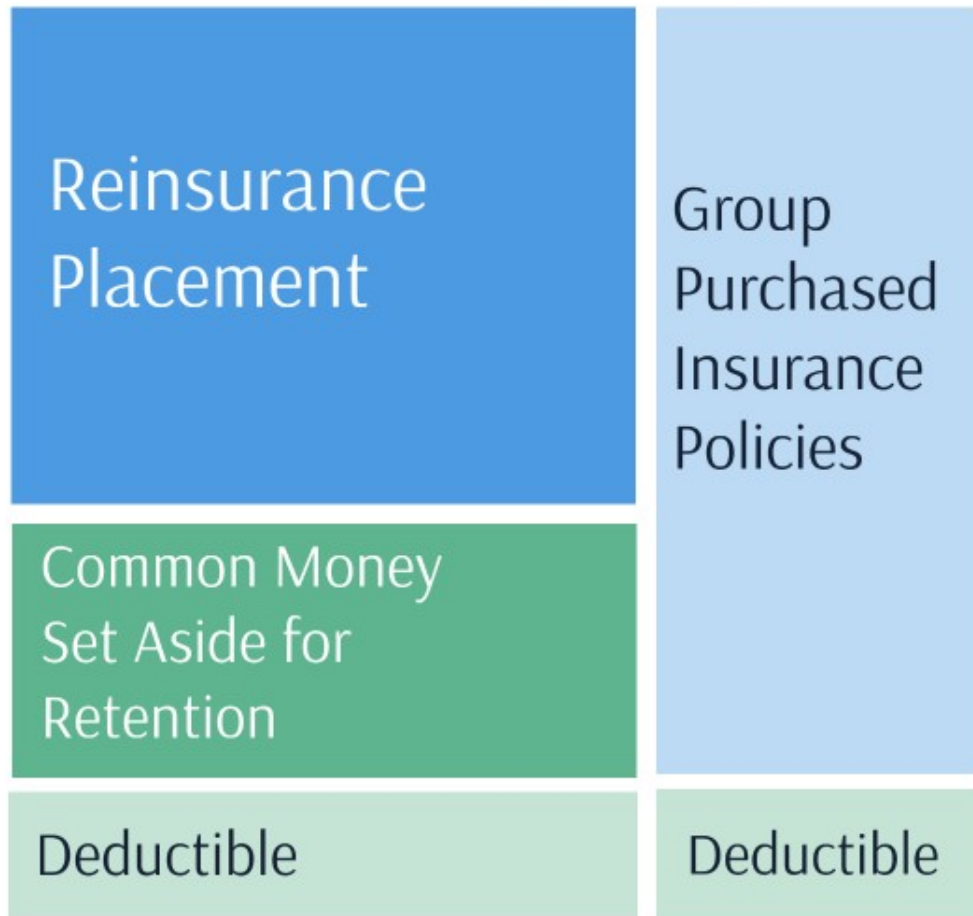 Reinsurance
Placement
Group
Purchased
Insurance
Policies
Common Money
Set Aside for
Retention
Deductible
Deductible